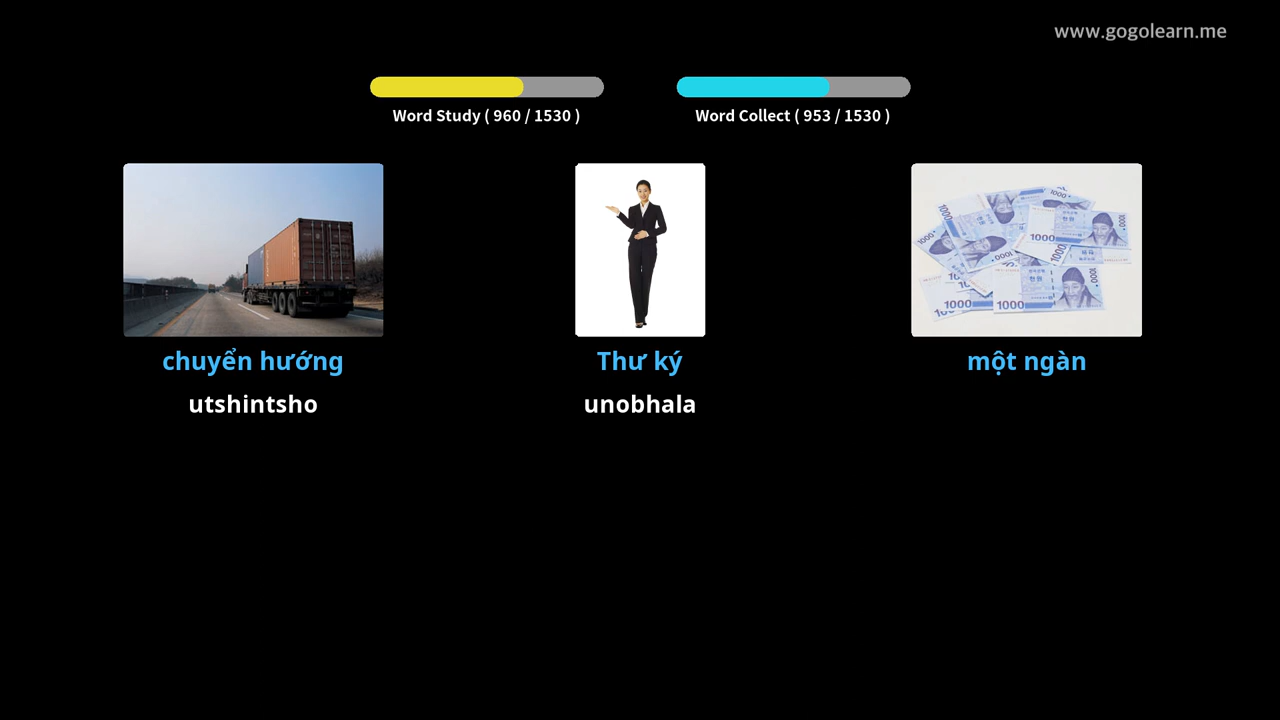 www.gogolearn.me
Word Study ( 960 / 1530 )
Word Collect ( 953 / 1530 )
chuyển hướng
utshintsho
Thư ký
unobhala
một ngàn